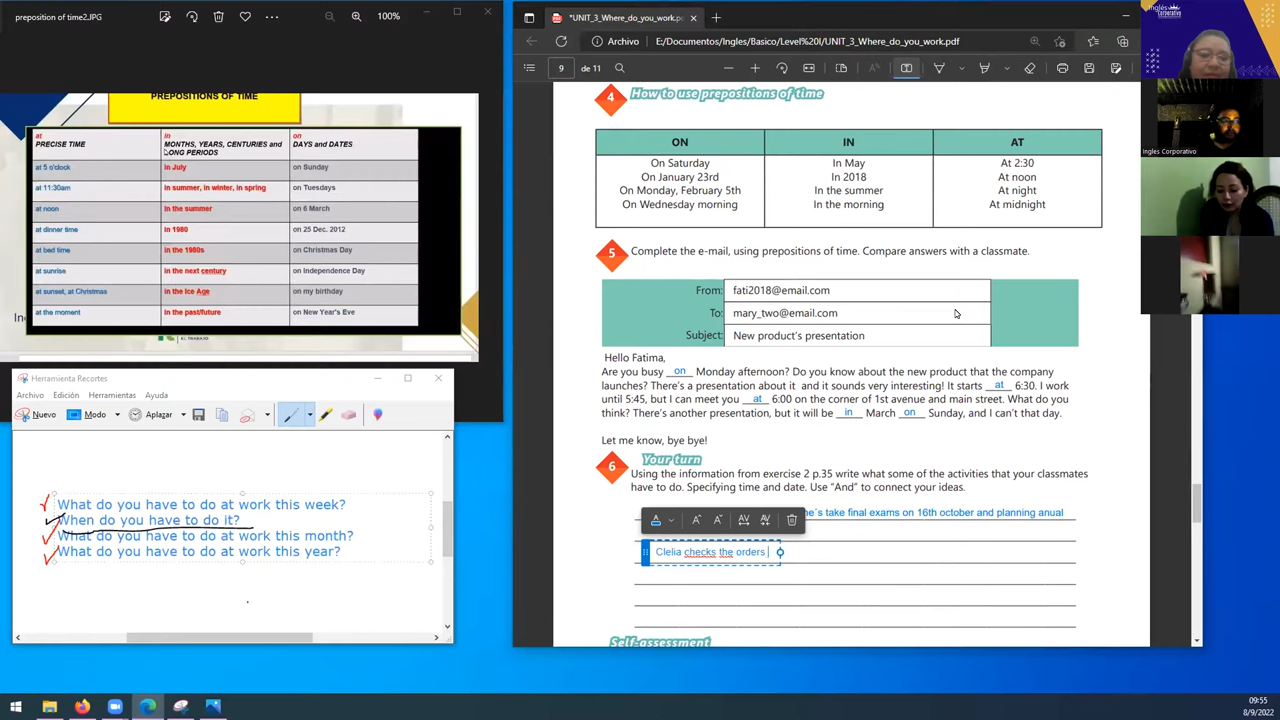 preposition of time2.JPG
100%
PREPOSITIONS OF TIME
at
PRECISE TIME
in
MONTHS, YEARS, CENTURIES and
LONG PERIODS
on
DAYS and DATES
at 5 o'clock
in July
on Sunday
at 11:30am
in summer, in winter, in spring
on Tuesdays
at noon
in the summer
on 6 March
at dinner time
in 1980
on 25 Dec. 2012
at bed time
in the 1980s
on Christmas Day
at sunrise
in the next century
on Independence Day
at sunset, at Christmas
in the Ice Age
on my birthday
at the moment
in the past/future
on New Year's Eve
Herramienta Recortes
Archivo Edición Herramientas Ayuda
Nuevo Modo Aplazar
What do you have to do at work this week?
When do you have to do it?
What do you have to do at work this month?
What do you have to do at work this year?
*UNIT_3_Where_do_you_work.p
Archivo E:/Documentos/Ingles/Basico/Level%20I/UNIT_3_Where_do_you_work.pdf
9 de 11
4 How to use prepositions of time
ON IN AT
On Saturday In May At 2:30
On January 23rd In 2018 At noon
On Monday, February 5th In the summer At night
On Wednesday morning In the morning At midnight
5 Complete the e-mail, using prepositions of time. Compare answers with a classmate.
From: fati2018@email.com
To: mary_two@email.com
Subject: New product's presentation
Hello Fatima,
Are you busy on Monday afternoon? Do you know about the new product that the company
launches? There's a presentation about it and it sounds very interesting! It starts at 6:30. I work
until 5:45, but I can meet you at 6:00 on the corner of 1st avenue and main street. What do you
think? There's another presentation, but it will be in March on Sunday, and I can't that day.
Let me know, bye bye!
6 Your turn
Using the information from exercise 2 p.35 write what some of the activities that your classmates
have to do. Specifying time and date. Use "And" to connect your ideas.
's take final exams on 16th october and planning anual
Clelia checks the orders
Self-assessment
Inglés
Corporativo
Ingles Corporativo
09:55
8/9/2022